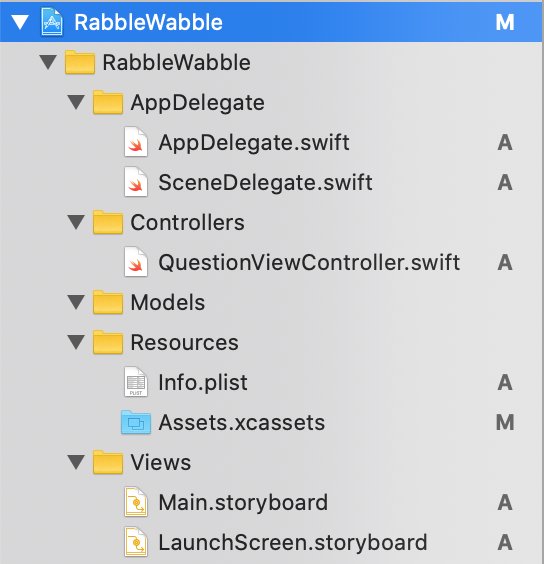 RabbleWabble M
RabbleWabble
AppDelegate
AppDelegate.swift A
SceneDelegate.swift A
Controllers
QuestionViewController.swift A
Models
Resources
Info.plist A
Assets.xcassets M
Views
Main.storyboard A
LaunchScreen.storyboard A